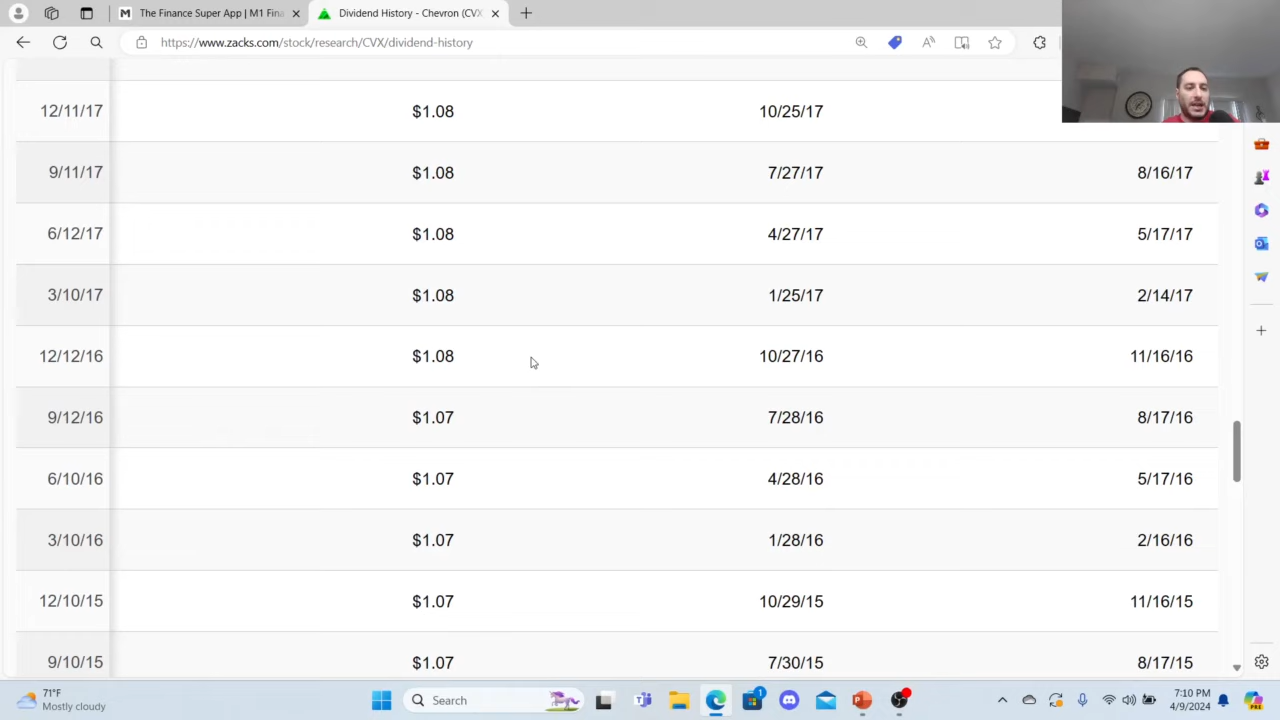 The Finance Super App | M1 Fina
Dividend History - Chevron (CVX
https://www.zacks.com/stock/research/CVX/dividend-history
12/11/17 $1.08 10/25/17
9/11/17 $1.08 7/27/17 8/16/17
6/12/17 $1.08 4/27/17 5/17/17
3/10/17 $1.08 1/25/17 2/14/17
12/12/16 $1.08 10/27/16 11/16/16
9/12/16 $1.07 7/28/16 8/17/16
6/10/16 $1.07 4/28/16 5/17/16
3/10/16 $1.07 1/28/16 2/16/16
12/10/15 $1.07 10/29/15 11/16/15
9/10/15 $1.07 7/30/15 8/17/15
71°F
Mostly cloudy
Search
1
7:10 PM
4/9/2024
PRE